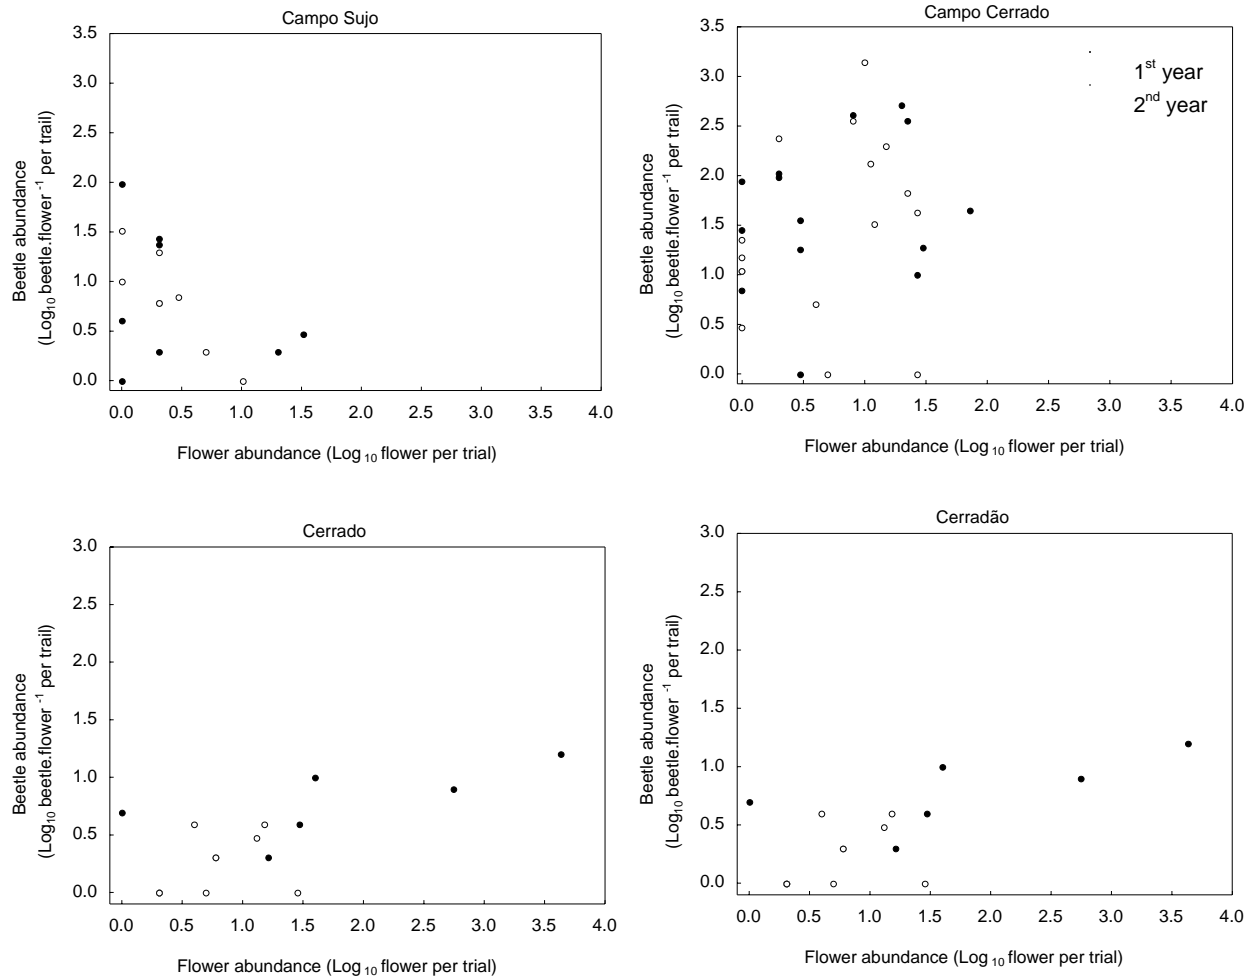 Campo Sujo
3.5
3.0
2.5
2.0
1.5
1.0
0.5
0.0
Beetle abundance
(Log10 beetle.flower -1 per trail)
0.0 0.5 1.0 1.5 2.0 2.5 3.0 3.5 4.0
Flower abundance (Log 10 flower per trial)
Campo Cerrado
3.5
3.0
2.5
2.0
1.5
1.0
0.5
0.0
Beetle abundance
(Log10 beetle.flower -1 per trail)
1st year
2nd year
0.0 0.5 1.0 1.5 2.0 2.5 3.0 3.5 4.0
Flower abundance (Log 10 flower per trial)
Cerrado
3.0
2.5
2.0
1.5
1.0
0.5
0.0
Beetle abundance
(Log10 beetle.flower -1 per trail)
0.0 0.5 1.0 1.5 2.0 2.5 3.0 3.5 4.0
Flower abundance (Log 10 flower per trial)
Cerradão
3.0
2.5
2.0
1.5
1.0
0.5
0.0
Beetle abundance
(Log10 beetle.flower -1 per trail)
0.0 0.5 1.0 1.5 2.0 2.5 3.0 3.5 4.0
Flower abundance (Log 10 flower per trial)